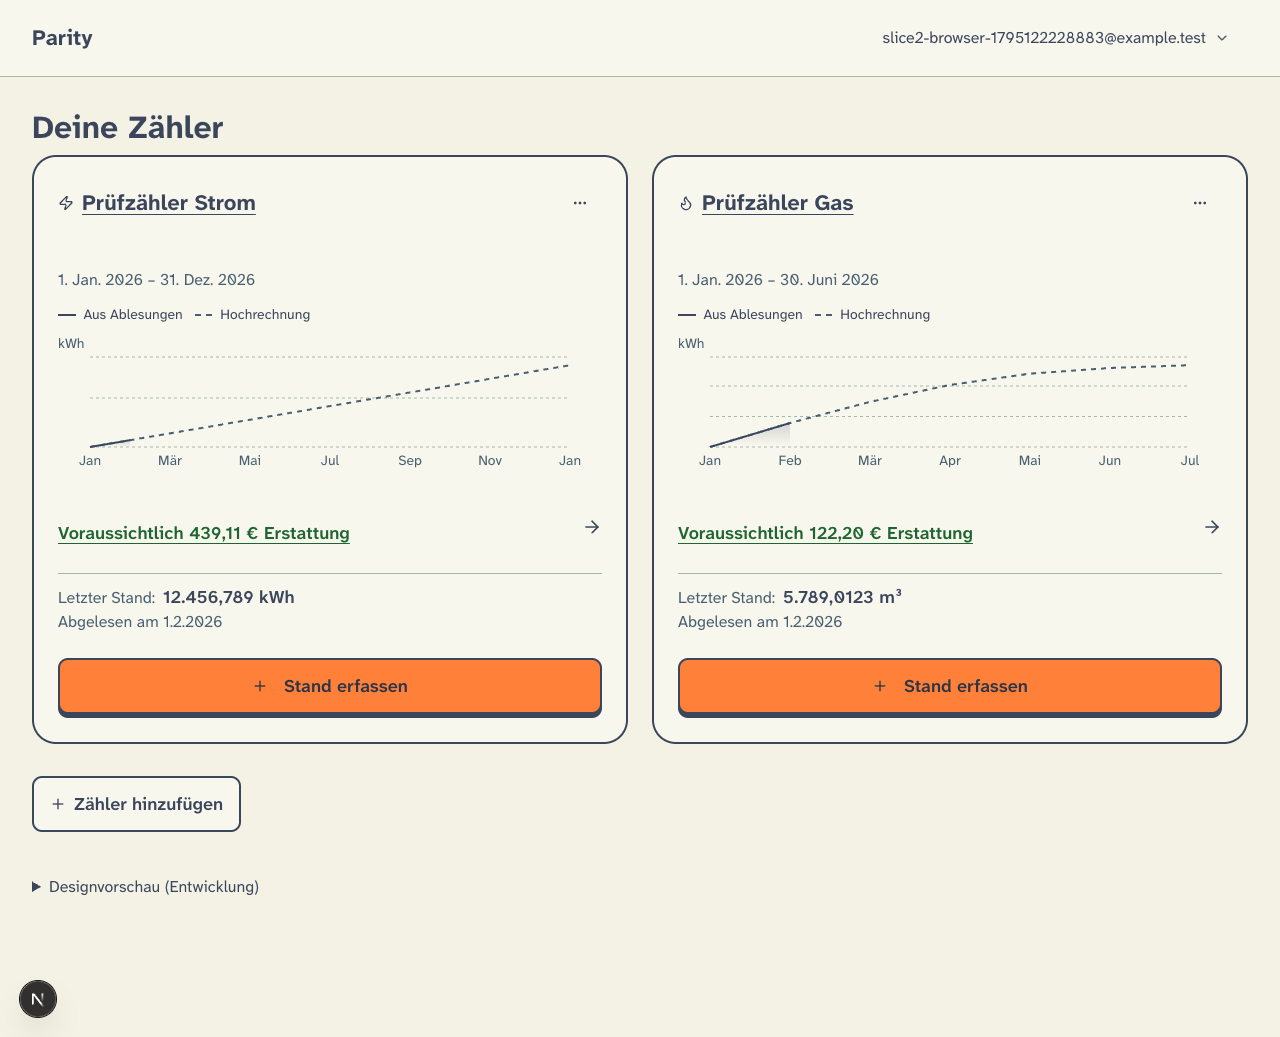 Parity
slice2-browser-1795122228883@example.test
Deine Zähler
Prüfzähler Strom
1. Jan. 2026 – 31. Dez. 2026
Aus Ablesungen Hochrechnung
kWh
Jan Mär Mai Jul Sep Nov Jan
Voraussichtlich 439,11 € Erstattung
Letzter Stand: 12.456,789 kWh
Abgelesen am 1.2.2026
+ Stand erfassen
Prüfzähler Gas
1. Jan. 2026 – 30. Juni 2026
Aus Ablesungen Hochrechnung
kWh
Jan Feb Mär Apr Mai Jun Jul
Voraussichtlich 122,20 € Erstattung
Letzter Stand: 5.789,0123 m³
Abgelesen am 1.2.2026
+ Stand erfassen
+ Zähler hinzufügen
Designvorschau (Entwicklung)
N